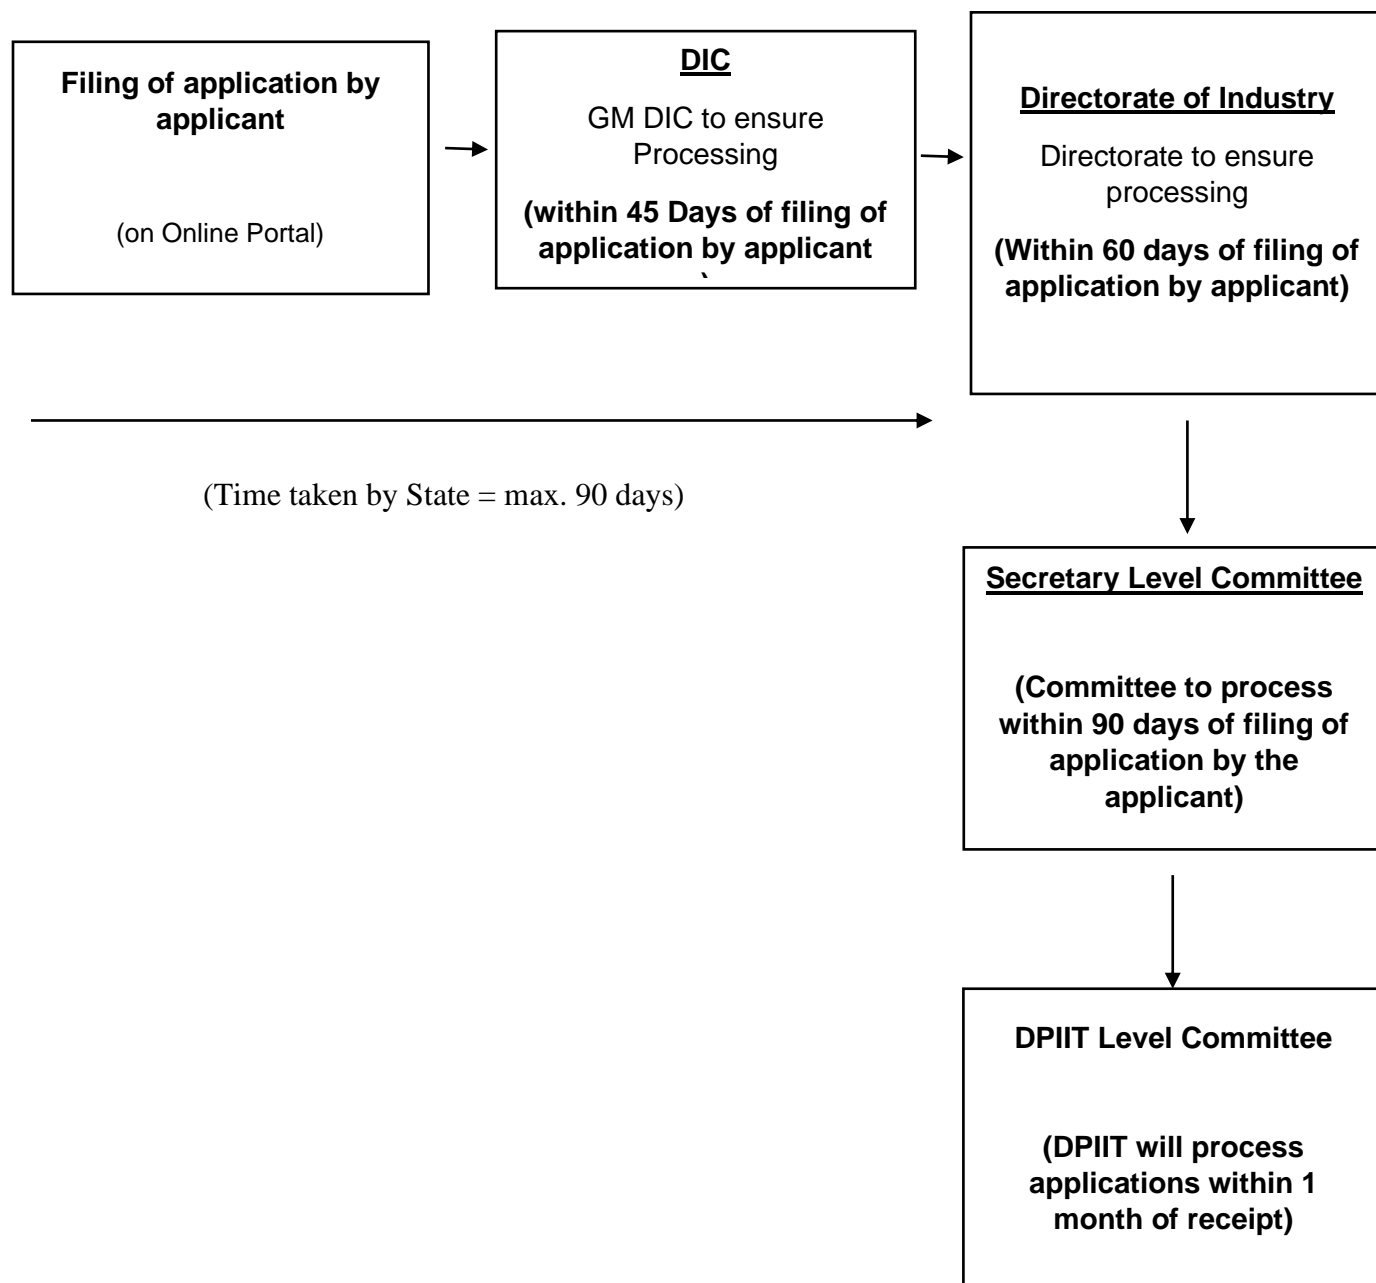 Filing of application by
applicant
(on Online Portal)
DIC
GM DIC to ensure
Processing
(within 45 Days of filing of
application by applicant
)
Directorate of Industry
Directorate to ensure
processing
(Within 60 days of filing of
application by applicant)
(Time taken by State = max. 90 days)
Secretary Level Committee
(Committee to process
within 90 days of filing of
application by the
applicant)
DPIIT Level Committee
(DPIIT will process
applications within 1
month of receipt)